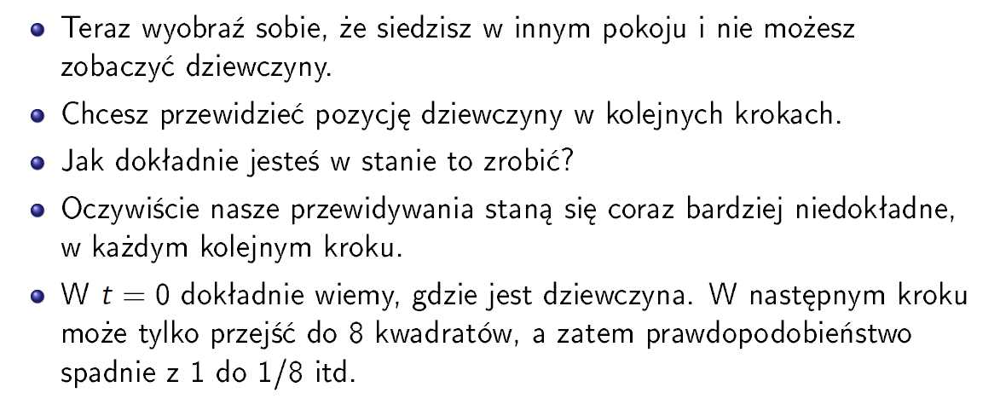 Teraz wyobraź sobie, że siedzisz w innym pokoju i nie możesz
zobaczyć dziewczyny.
Chcesz przewidzieć pozycję dziewczyny w kolejnych krokach.
Jak dokładnie jesteś w stanie to zrobić?
Oczywiście nasze przewidywania staną się coraz bardziej niedokładne,
w każdym kolejnym kroku.
W t = 0 dokładnie wiemy, gdzie jest dziewczyna. W następnym kroku
może tylko przejść do 8 kwadratów, a zatem prawdopodobieństwo
spadnie z 1 do 1/8 itd.